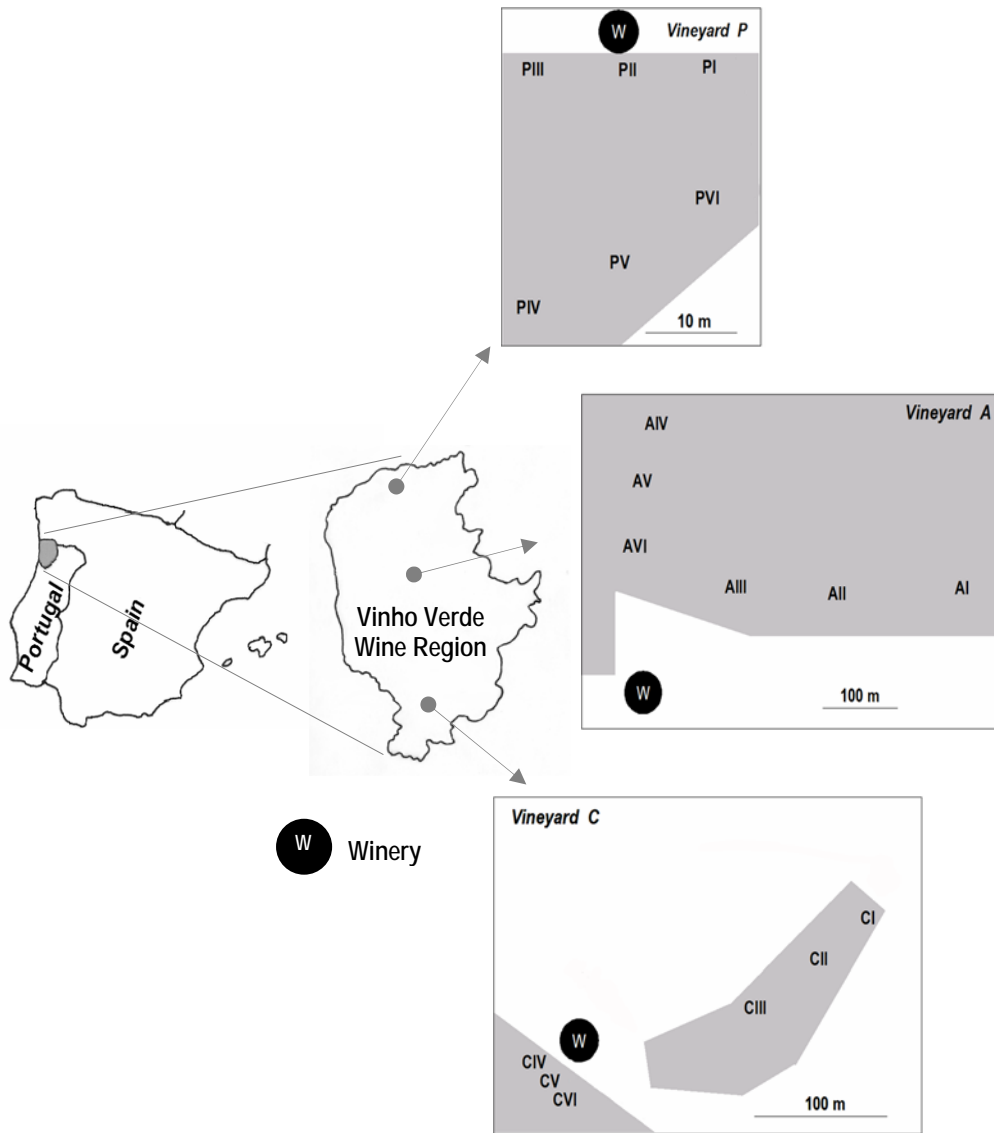 W
Vineyard P
PIII PII PI
PVI
PV
PIV
10 m
Vineyard A
AIV
AV
AVI
AIII AII AI
W
100 m
Portugal
Spain
Vinho Verde
Wine Region
W Winery
Vineyard C
CI
CII
CIII
W
CIV
CV
CVI
100 m